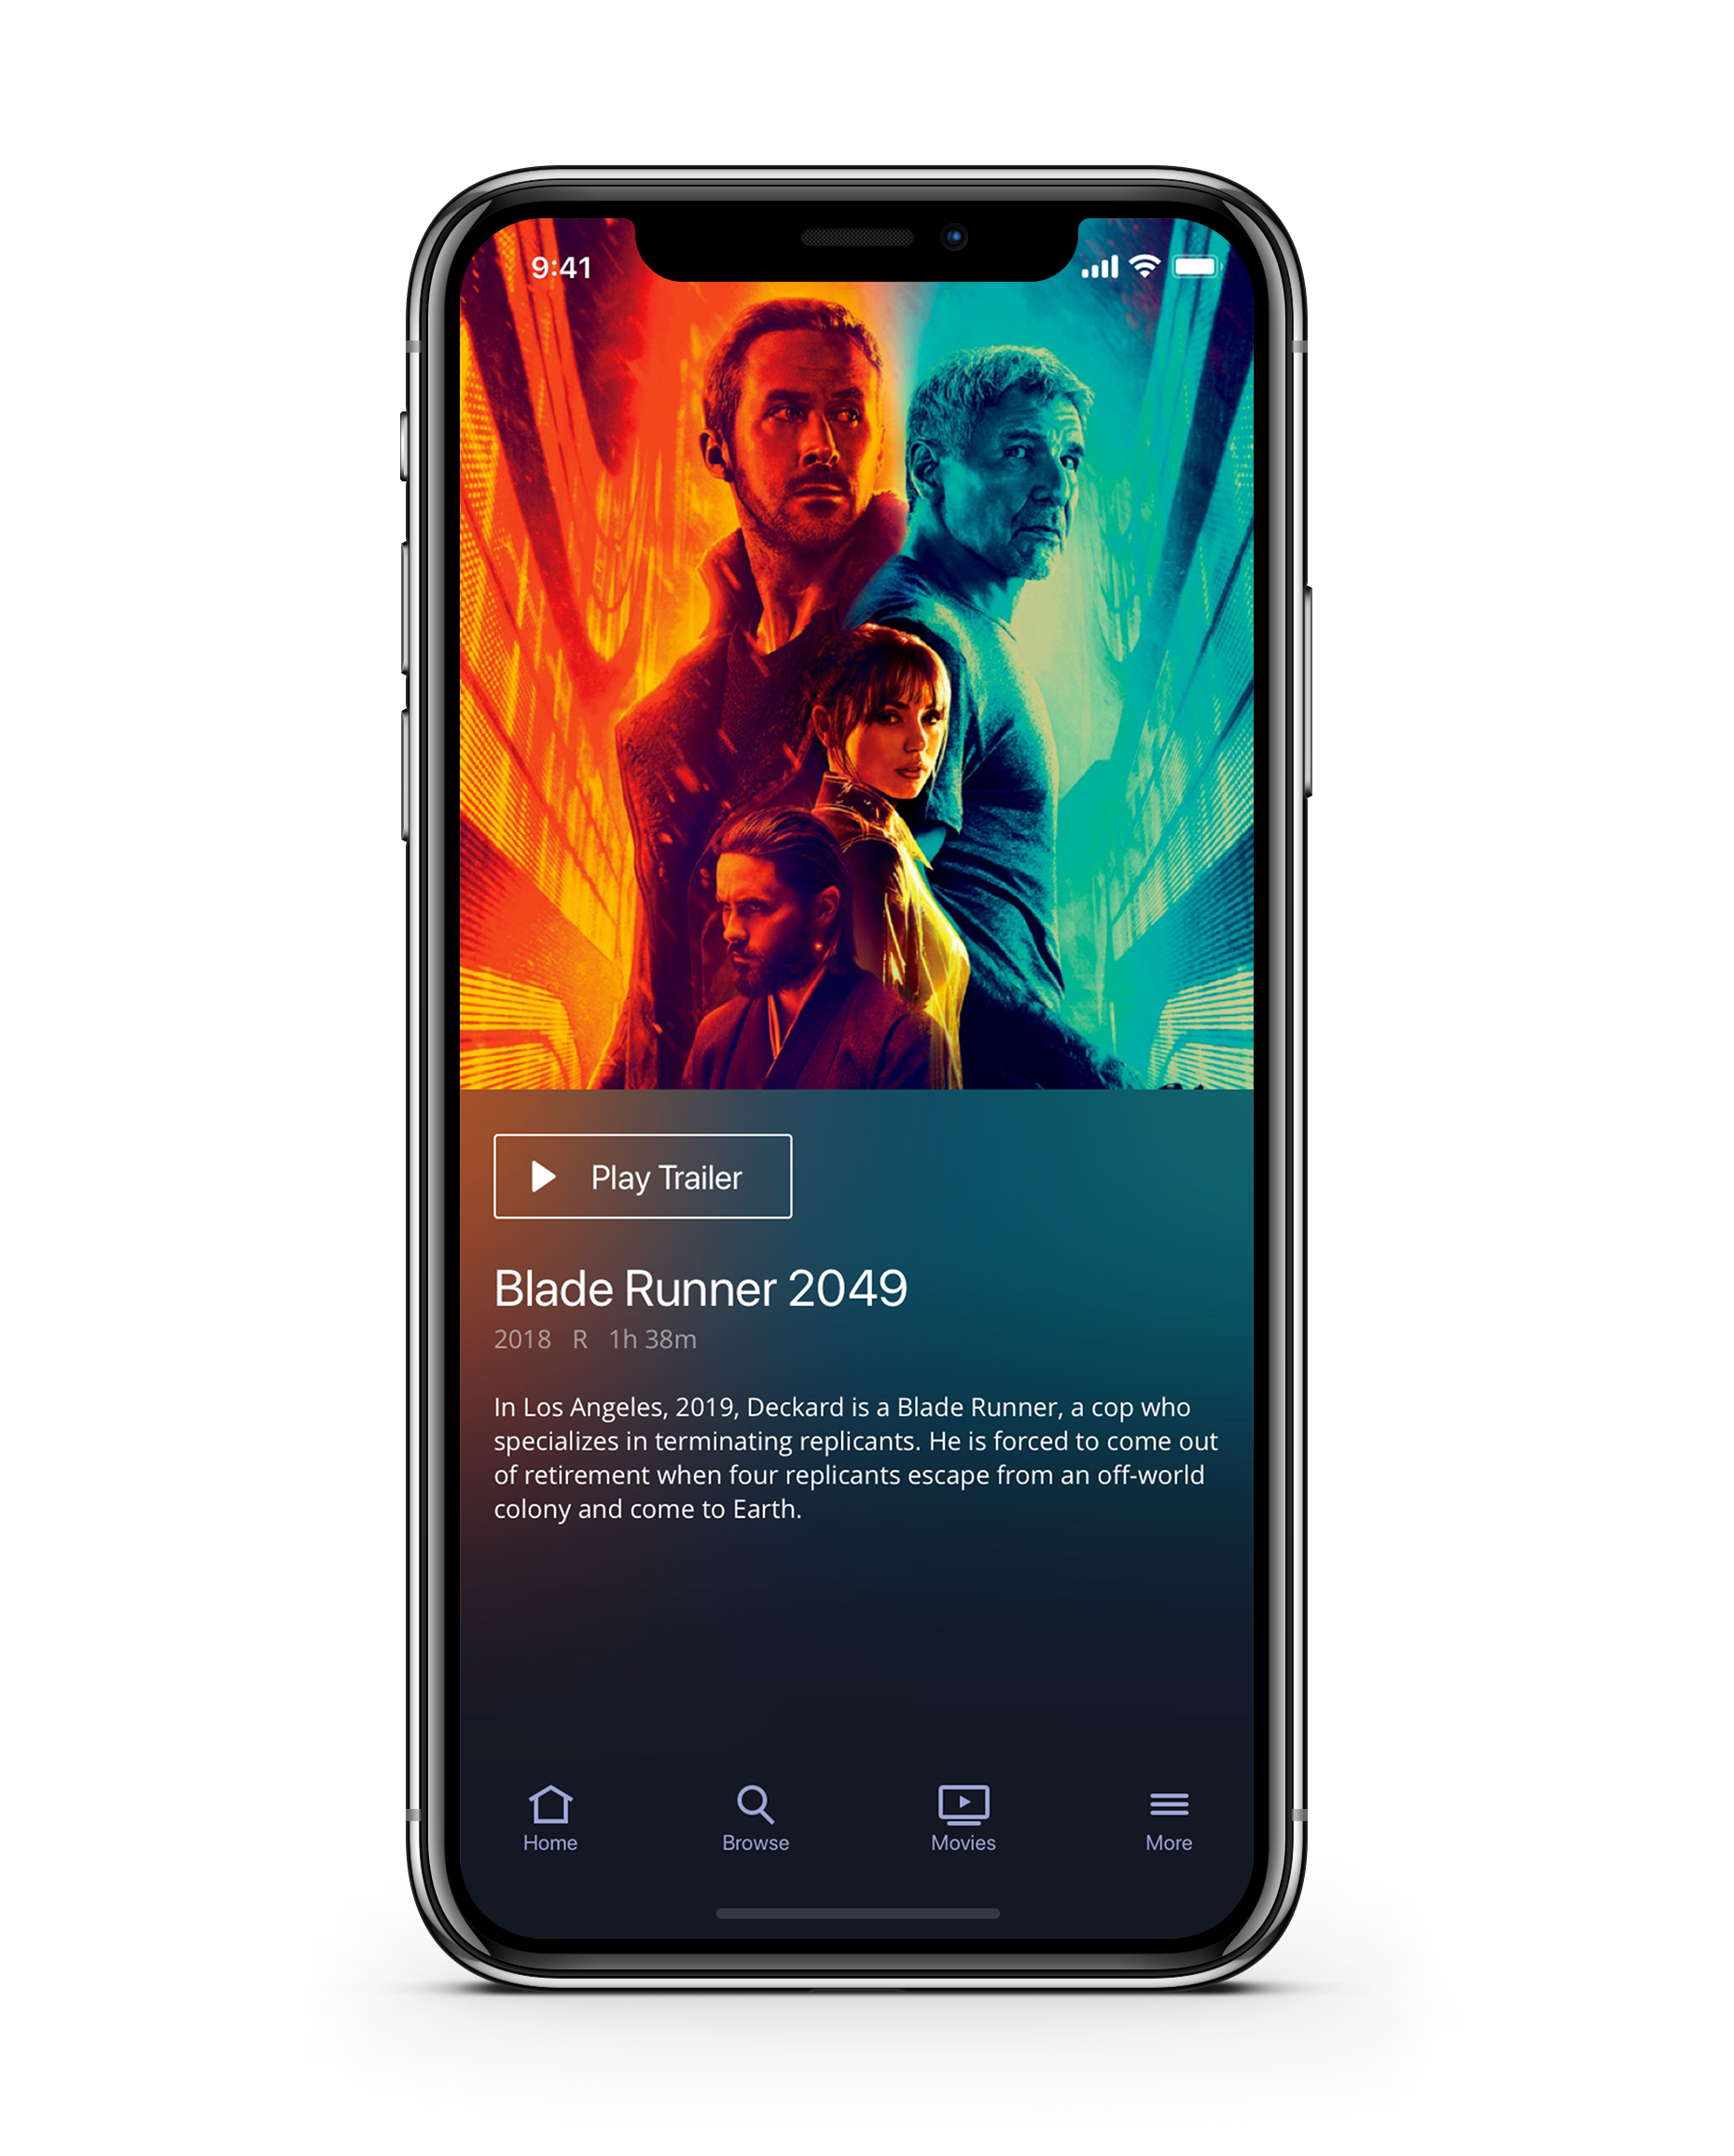 9:41
Play Trailer
Blade Runner 2049
2018 R 1h 38m
In Los Angeles, 2019, Deckard is a Blade Runner, a cop who
specializes in terminating replicants. He is forced to come out
of retirement when four replicants escape from an off-world
colony and come to Earth.
Home Browse Movies More